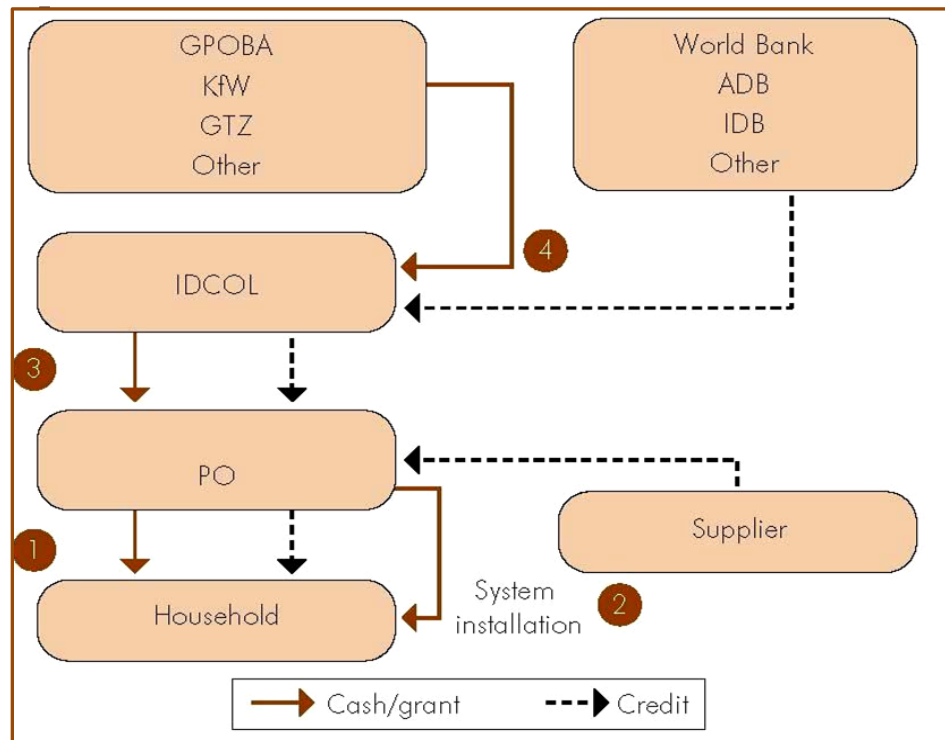 GPOBA
KfW
GTZ
Other
World Bank
ADB
IDB
Other
4
IDCOL
3
PO
Supplier
1
Household
System
installation
2
Cash/grant
Credit